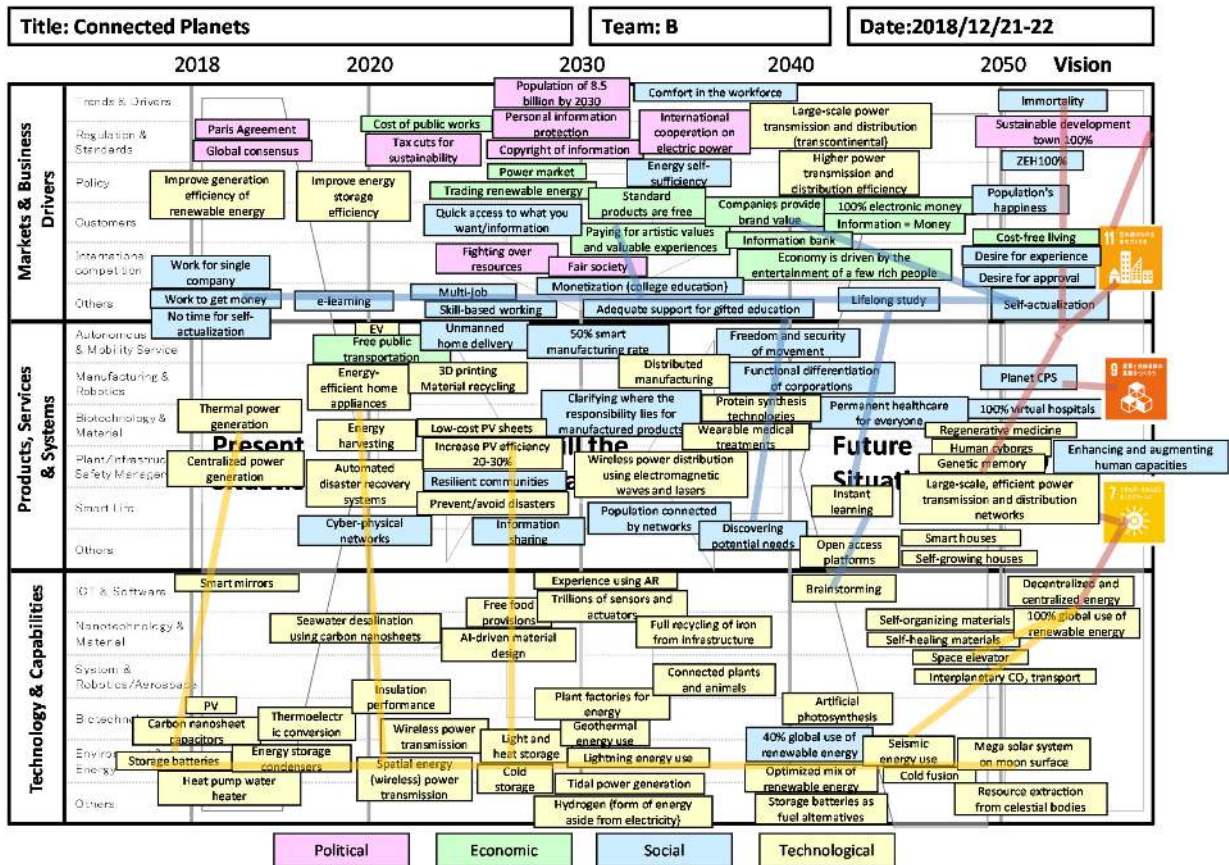 Title: Connected Planets
Team: B
Date:2018/12/21-22
2018
2020
2030
2040
2050
Vision
Markets & Business
Drivers
Trends & Drivers
Regulation &
Standards
Policy
Customers
International
competition
Others
Population of 8.5
billion by 2030
Comfort in the workforce
Immortality
Paris Agreement
Global consensus
Cost of public works
Tax cuts for
sustainability
Personal information
protection
Copyright of information
International
cooperation on
electric power
Large-scale power
transmission and distribution
(transcontinental)
Sustainable development
town 100%
ZEH100%
Improve generation
efficiency of
renewable energy
Improve energy
storage
efficiency
Power market
Trading renewable energy
Energy self-
sufficiency
Higher power
transmission and
distribution efficiency
Population's
happiness
Quick access to what you
want/information
Standard
products are free
Companies provide
brand value
100% electronic money
Information = Money
Paying for artistic values
and valuable experiences
Information bank
Cost-free living
Fighting over
resources
Fair society
Economy is driven by the
entertainment of a few rich people
Desire for experience
Desire for approval
Work for single
company
Work to get money
No time for self-
actualization
e-learning
Multi-job
Skill-based working
Monetization (college education)
Adequate support for gifted education
Lifelong study
Self-actualization
11
Products, Services
& Systems
Autonomous
& Mobility Service
Manufacturing &
Robotics
Biotechnology &
Material
Plant/Infrastruc
Safety Manager
Smart Life
Others
EV
Free public
transportation
Unmanned
home delivery
50% smart
manufacturing rate
Freedom and security
of movement
Energy-
efficient home
appliances
3D printing
Material recycling
Distributed
manufacturing
Functional differentiation
of corporations
Planet CPS
9
Thermal power
generation
Energy
harvesting
Low-cost PV sheets
Clarifying where the
responsibility lies for
manufactured products
Protein synthesis
technologies
Permanent healthcare
for everyone
100% virtual hospitals
Present
ll the
Future
Situat
Centralized power
generation
Automated
disaster recovery
systems
Increase PV efficiency
20-30%
Resilient communities
Prevent/avoid disasters
Wireless power distribution
using electromagnetic
waves and lasers
Wearable medical
treatments
Regenerative medicine
Human cyborgs
Genetic memory
Enhancing and augmenting
human capacities
Instant
learning
Large-scale, efficient power
transmission and distribution
networks
7
Cyber-physical
networks
Information
sharing
Population connected
by networks
Discovering
potential needs
Open access
platforms
Smart houses
Self-growing houses
Technology & Capabilities
ICT & Software
Nanotechnology &
Material
System &
Robotics/Aerospace
Biotechnol
Environment &
Energy
Others
Smart mirrors
Experience using AR
Trillions of sensors and
actuators
Brainstorming
Decentralized and
centralized energy
Seawater desalination
using carbon nanosheets
Free food
provisions
AI-driven material
design
Full recycling of iron
from infrastructure
Self-organizing materials
Self-healing materials
100% global use of
renewable energy
Space elevator
Interplanetary CO, transport
Connected plants
and animals
PV
Insulation
performance
Plant factories for
energy
Artificial
photosynthesis
Carbon nanosheet
capacitors
Thermoelectr
ic conversion
Wireless power
transmission
Light and
heat storage
Geothermal
energy use
40% global use of
renewable energy
Seismic
energy use
Mega solar system
on moon surface
Storage batteries
Energy storage
condensers
Spatial energy
(wireless) power
transmission
Cold
storage
Lightning energy use
Cold fusion
Heat pump water
heater
Tidal power generation
Optimized mix of
renewable energy
Resource extraction
from celestial bodies
Hydrogen (form of energy
aside from electricity)
Storage batteries as
fuel alternatives
Political
Economic
Social
Technological